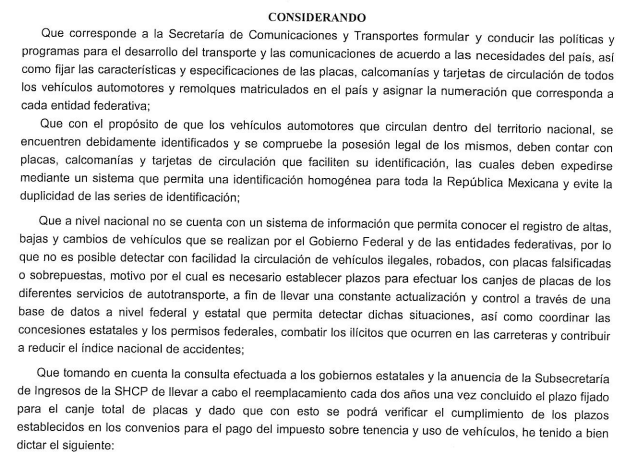 CONSIDERANDO
Que corresponde a la Secretaría de Comunicaciones y Transportes formular y conducir las políticas y
programas para el desarrollo del transporte y las comunicaciones de acuerdo a las necesidades del país, así
como fijar las características y especificaciones de las placas, calcomanías y tarjetas de circulación de todos
los vehículos automotores y remolques matriculados en el país y asignar la numeración que corresponda a
cada entidad federativa;
Que con el propósito de que los vehículos automotores que circulan dentro del territorio nacional, se
encuentren debidamente identificados y se compruebe la posesión legal de los mismos, deben contar con
placas, calcomanías y tarjetas de circulación que faciliten su identificación, las cuales deben expedirse
mediante un sistema que permita una identificación homogénea para toda la República Mexicana y evite la
duplicidad de las series de identificación;
Que a nivel nacional no se cuenta con un sistema de información que permita conocer el registro de altas,
bajas y cambios de vehículos que se realizan por el Gobierno Federal y de las entidades federativas, por lo
que no es posible detectar con facilidad la circulación de vehículos ilegales, robados, con placas falsificadas
o sobrepuestas, motivo por el cual es necesario establecer plazos para efectuar los canjes de placas de los
diferentes servicios de autotransporte, a fin de llevar una constante actualización y control a través de una
base de datos a nivel federal y estatal que permita detectar dichas situaciones, así como coordinar las
concesiones estatales y los permisos federales, combatir los ilícitos que ocurren en las carreteras y contribuir
a reducir el índice nacional de accidentes;
Que tomando en cuenta la consulta efectuada a los gobiernos estatales y la anuencia de la Subsecretaría
de Ingresos de la SHCP de llevar a cabo el reemplacamiento cada dos años una vez concluido el plazo fijado
para el canje total de placas y dado que con esto se podrá verificar el cumplimiento de los plazos
establecidos en los convenios para el pago del impuesto sobre tenencia y uso de vehículos, he tenido a bien
dictar el siguiente: